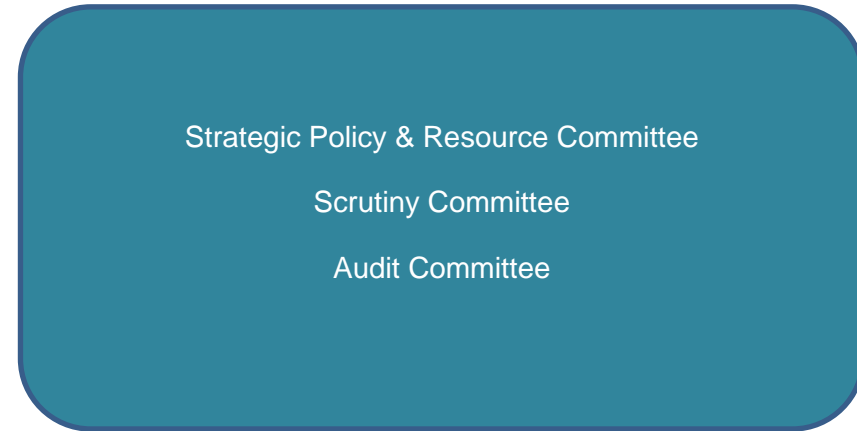 Strategic Policy & Resource Committee
Scrutiny Committee
Audit Committee